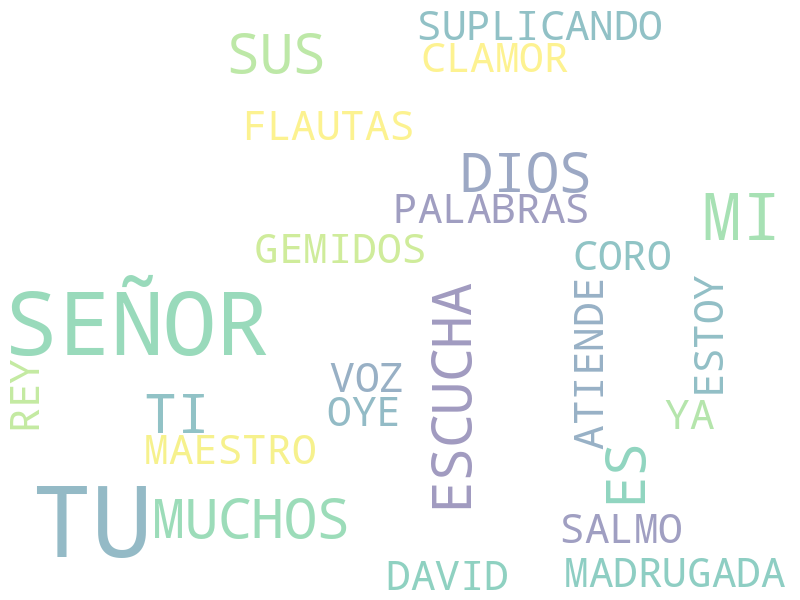 SUPLICANDO
SUS
CLAMOR
FLAUTAS
DIOS
PALABRAS
MI
GEMIDOS
CORO
SEÑOR
ESCUCHA
ATIENDE
ESTOY
REY
VOZ
TI
OYE
YA
MAESTRO
ES
TU
MUCHOS
SALMO
DAVID
MADRUGADA